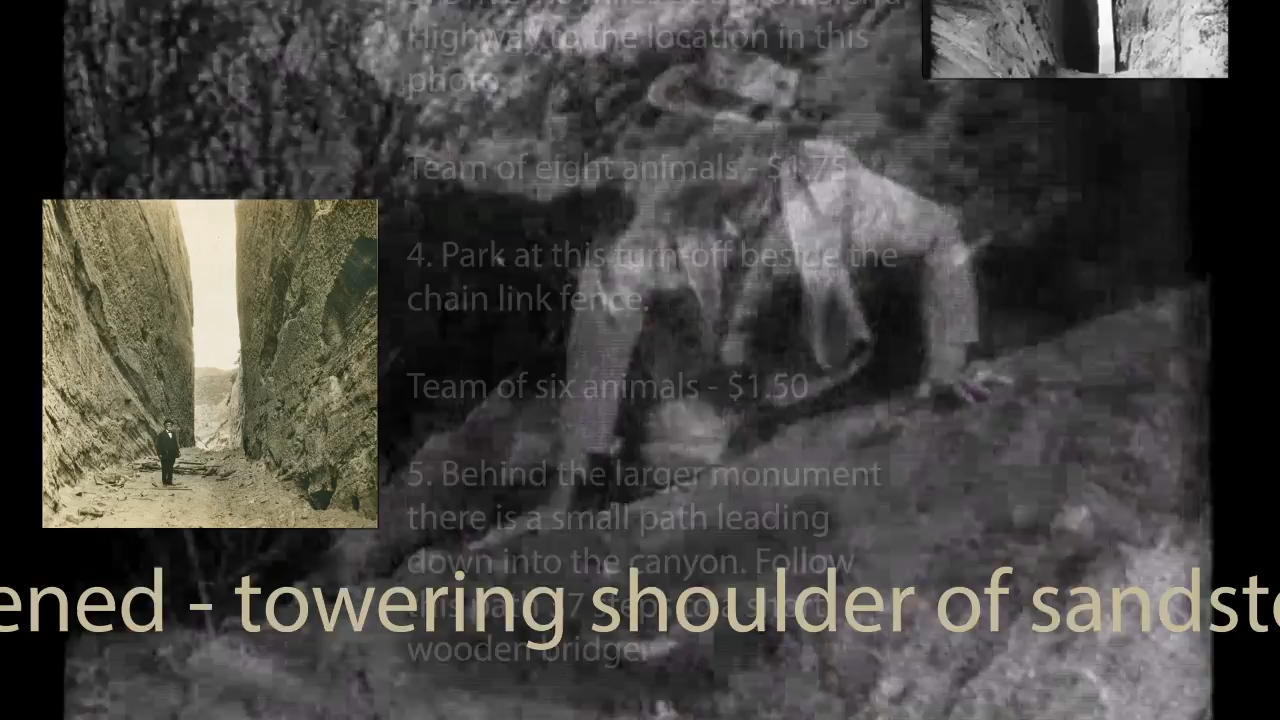 Highway to the location in this
photo.
Team of eight animals - $1.75
4. Park at this turn-off beside the
chain link fence.
Team of six animals - $1.50
5. Behind the larger monument
there is a small path leading
down into the canyon. Follow
ened - towering shoulder of sandsto
wooden bridge.